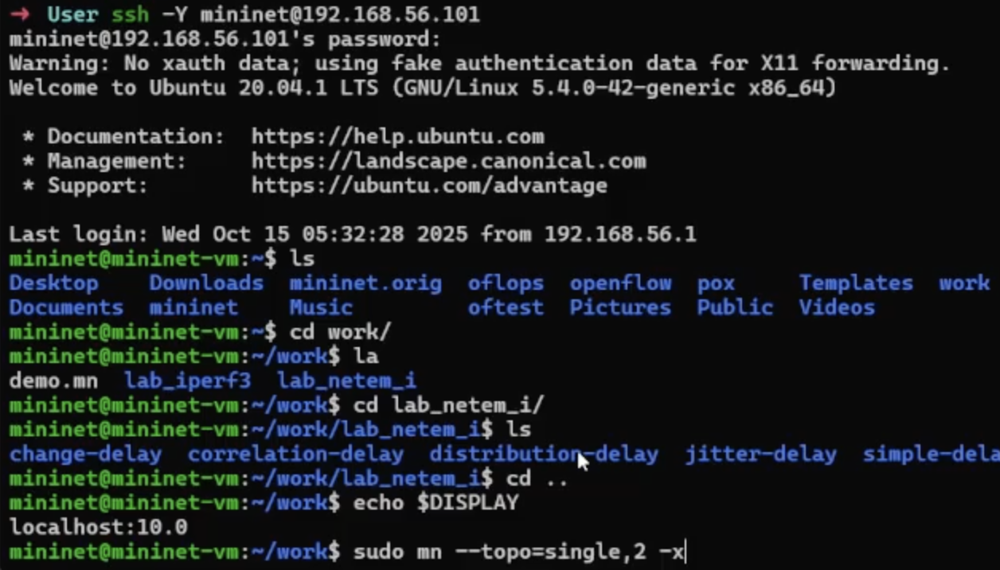 → User ssh -Y mininet@192.168.56.101
mininet@192.168.56.101's password:
Warning: No xauth data; using fake authentication data for X11 forwarding.
Welcome to Ubuntu 20.04.1 LTS (GNU/Linux 5.4.0-42-generic x86_64)

 * Documentation:  https://help.ubuntu.com
 * Management:     https://landscape.canonical.com
 * Support:        https://ubuntu.com/advantage

Last login: Wed Oct 15 05:32:28 2025 from 192.168.56.1
mininet@mininet-vm:~$ ls
Desktop    Downloads  mininet.orig  oflops  openflow  pox     Templates  work
Documents  mininet    Music         oftest  Pictures  Public  Videos
mininet@mininet-vm:~$ cd work/
mininet@mininet-vm:~/work$ la
demo.mn  lab_iperf3  lab_netem_i
mininet@mininet-vm:~/work$ cd lab_netem_i/
mininet@mininet-vm:~/work/lab_netem_i$ ls
change-delay  correlation-delay  distribution-delay  jitter-delay  simple-dela
mininet@mininet-vm:~/work/lab_netem_i$ cd ..
mininet@mininet-vm:~/work$ echo $DISPLAY
localhost:10.0
mininet@mininet-vm:~/work$ sudo mn --topo=single,2 -x